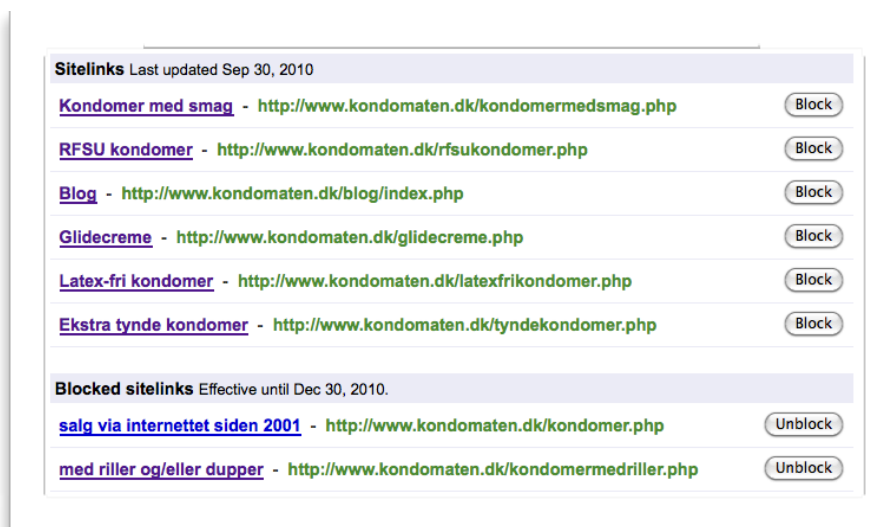 Sitelinks Last updated Sep 30, 2010
Kondomer med smag - http://www.kondomaten.dk/kondomermedsmag.php Block
RFSU kondomer - http://www.kondomaten.dk/rfsukondomer.php Block
Blog - http://www.kondomaten.dk/blog/index.php Block
Glidecreme - http://www.kondomaten.dk/glidecreme.php Block
Latex-fri kondomer - http://www.kondomaten.dk/latexfrikondomer.php Block
Ekstra tynde kondomer - http://www.kondomaten.dk/tyndekondomer.php Block
Blocked sitelinks Effective until Dec 30, 2010.
salg via internettet siden 2001 - http://www.kondomaten.dk/kondomer.php Unblock
med riller og/eller dupper - http://www.kondomaten.dk/kondomermedriller.php Unblock